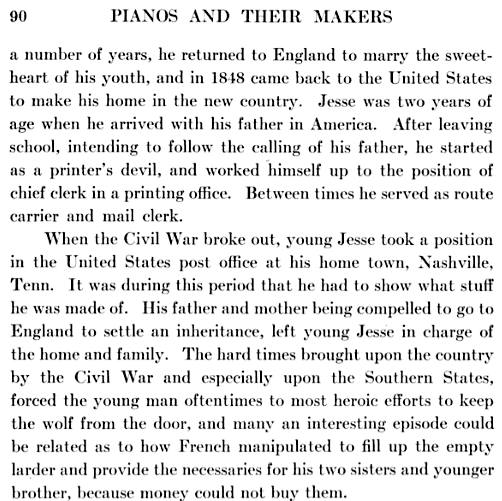 90 PIANOS AND THEIR MAKERS
a number of years, he returned to England to marry the sweet-
heart of his youth, and in 1848 came back to the United States
to make his home in the new country. Jesse was two years of
age when he arrived with his father in America. After leaving
school, intending to follow the calling of his father, he started
as a printer's devil, and worked himself up to the position of
chief clerk in a printing office. Between times he served as route
carrier and mail clerk.
When the Civil War broke out, young Jesse took a position
in the United States post office at his home town, Nashville,
Tenn. It was during this period that he had to show what stuff
he was made of. His father and mother being compelled to go to
England to settle an inheritance, left young Jesse in charge of
the home and family. The hard times brought upon the country
by the Civil War and especially upon the Southern States,
forced the young man oftentimes to most heroic efforts to keep
the wolf from the door, and many an interesting episode could
be related as to how French manipulated to fill up the empty
larder and provide the necessaries for his two sisters and younger
brother, because money could not buy them.